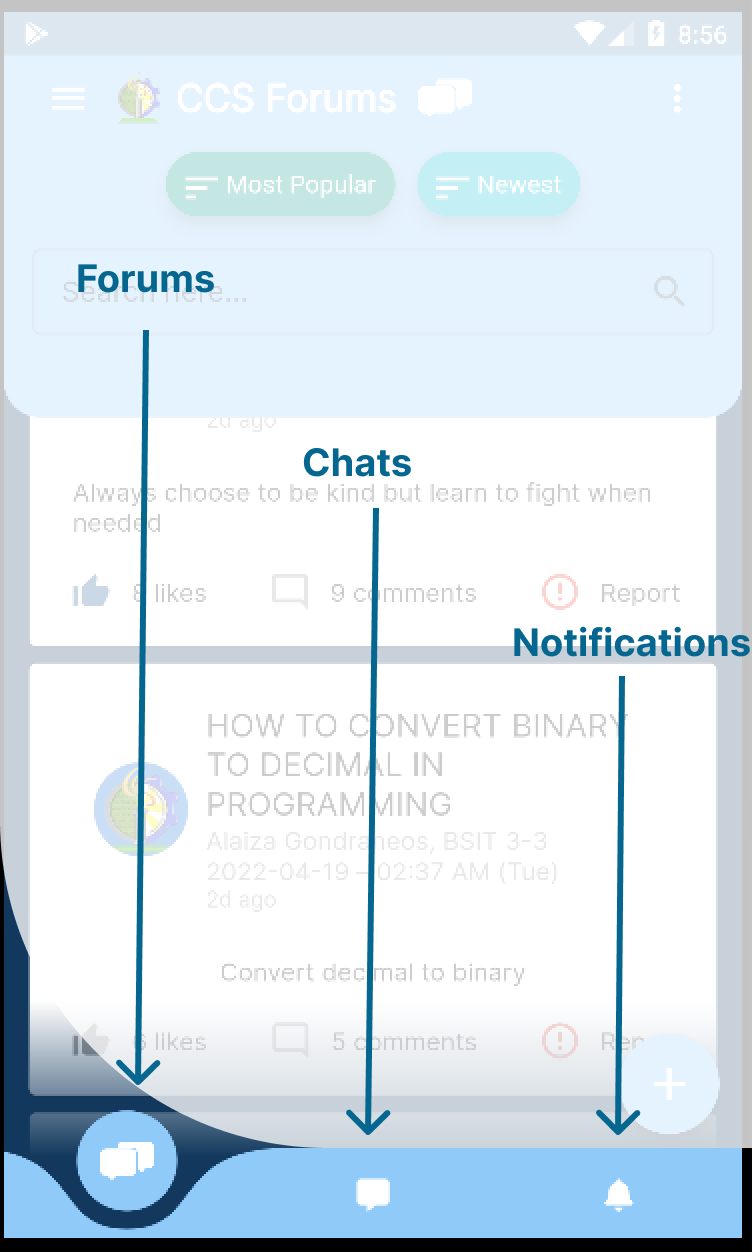 8:56
CCS Forums
Most Popular
Newest
Forums
Search here...
2d ago
Chats
Always choose to be kind but learn to fight when
needed
8 likes
9 comments
Report
Notifications
HOW TO CONVERT BINARY
TO DECIMAL IN
PROGRAMMING
Alaiza Gondraneos, BSIT 3-3
2022-04-19 – 02:37 AM (Tue)
2d ago
Convert decimal to binary
6 likes
5 comments
Rep